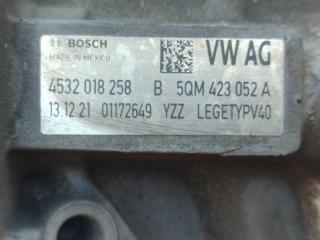 BOSCH VW AG
MADE IN MEXICO
4532 018 258 B 5QM 423 052 A
13.12.21 01172649 YZZ LEGETYPV40